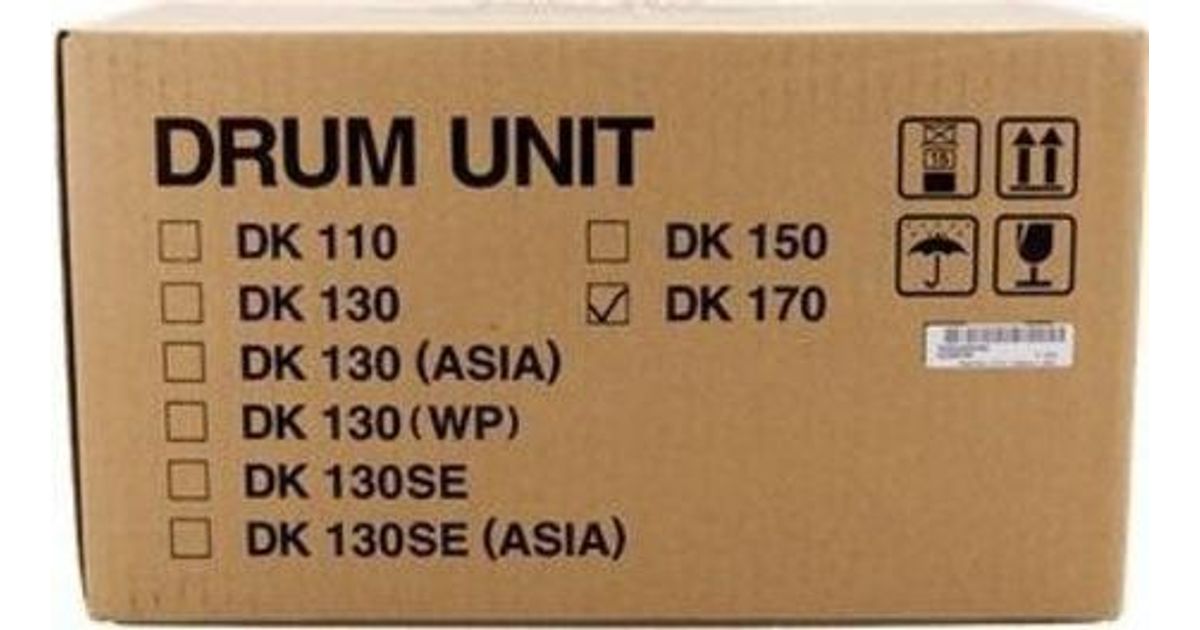 DRUM UNIT
DK 110
DK 130
DK 130 (ASIA)
DK 130 (WP)
DK 130SE
DK 130SE (ASIA)
DK 150
DK 170
15